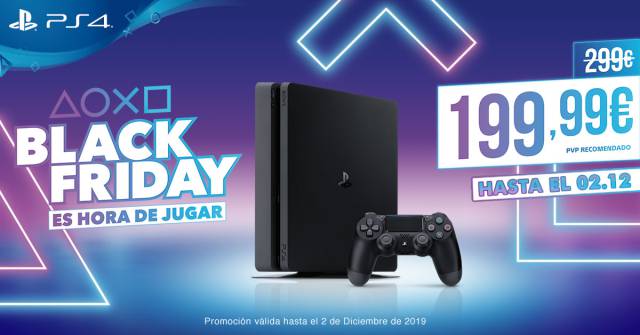 PS4
299€
199,99€
PVP RECOMENDADO
HASTA EL 02.12
BLACK
FRIDAY
ES HORA DE JUGAR
PS4
Promoción válida hasta el 2 de Diciembre de 2019